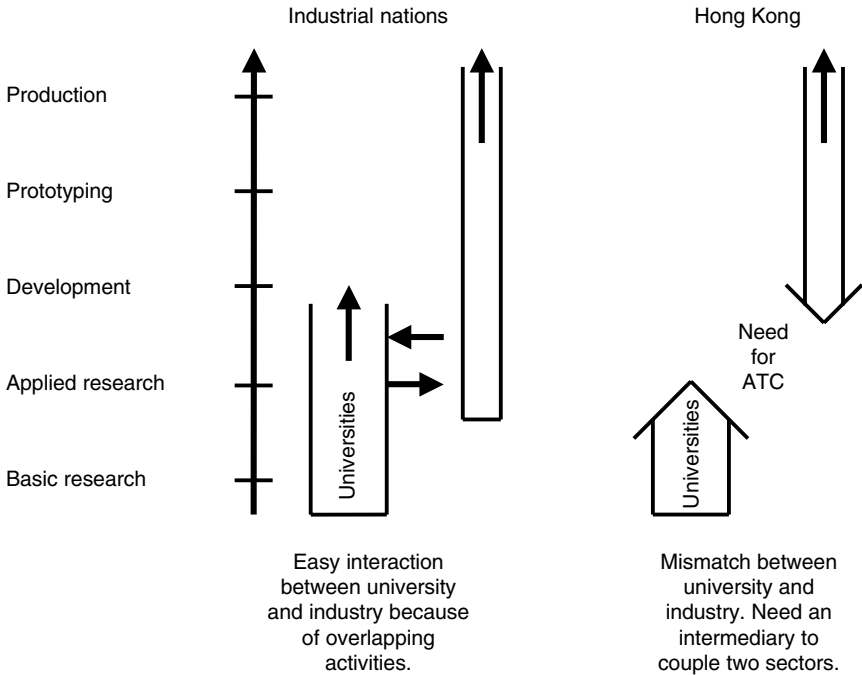 Industrial nations
Hong Kong
Production
Prototyping
Development
Applied research
Basic research
Universities
Need
for
ATC
Universities
Easy interaction
between university
and industry because
of overlapping
activities.
Mismatch between
university and
industry. Need an
intermediary to
couple two sectors.